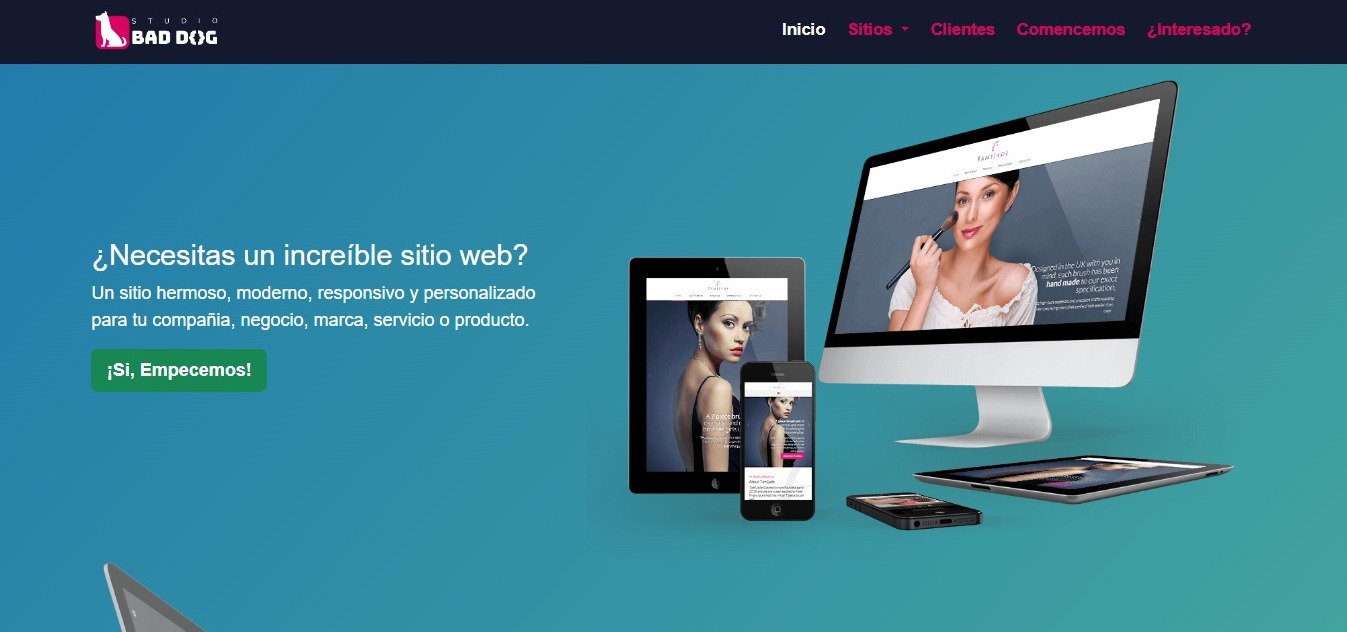 STUDIO
BAD DOG
Inicio
Sitios
Clientes
Comencemos
¿Interesado?
¿Necesitas un increíble sitio web?
Un sitio hermoso, moderno, responsivo y personalizado
para tu compañia, negocio, marca, servicio o producto.
¡Si, Empecemos!
TAMIJADE
Designed in the UK with you in
mind, each brush has been
hand made to our exact
specification,
About TamiJade